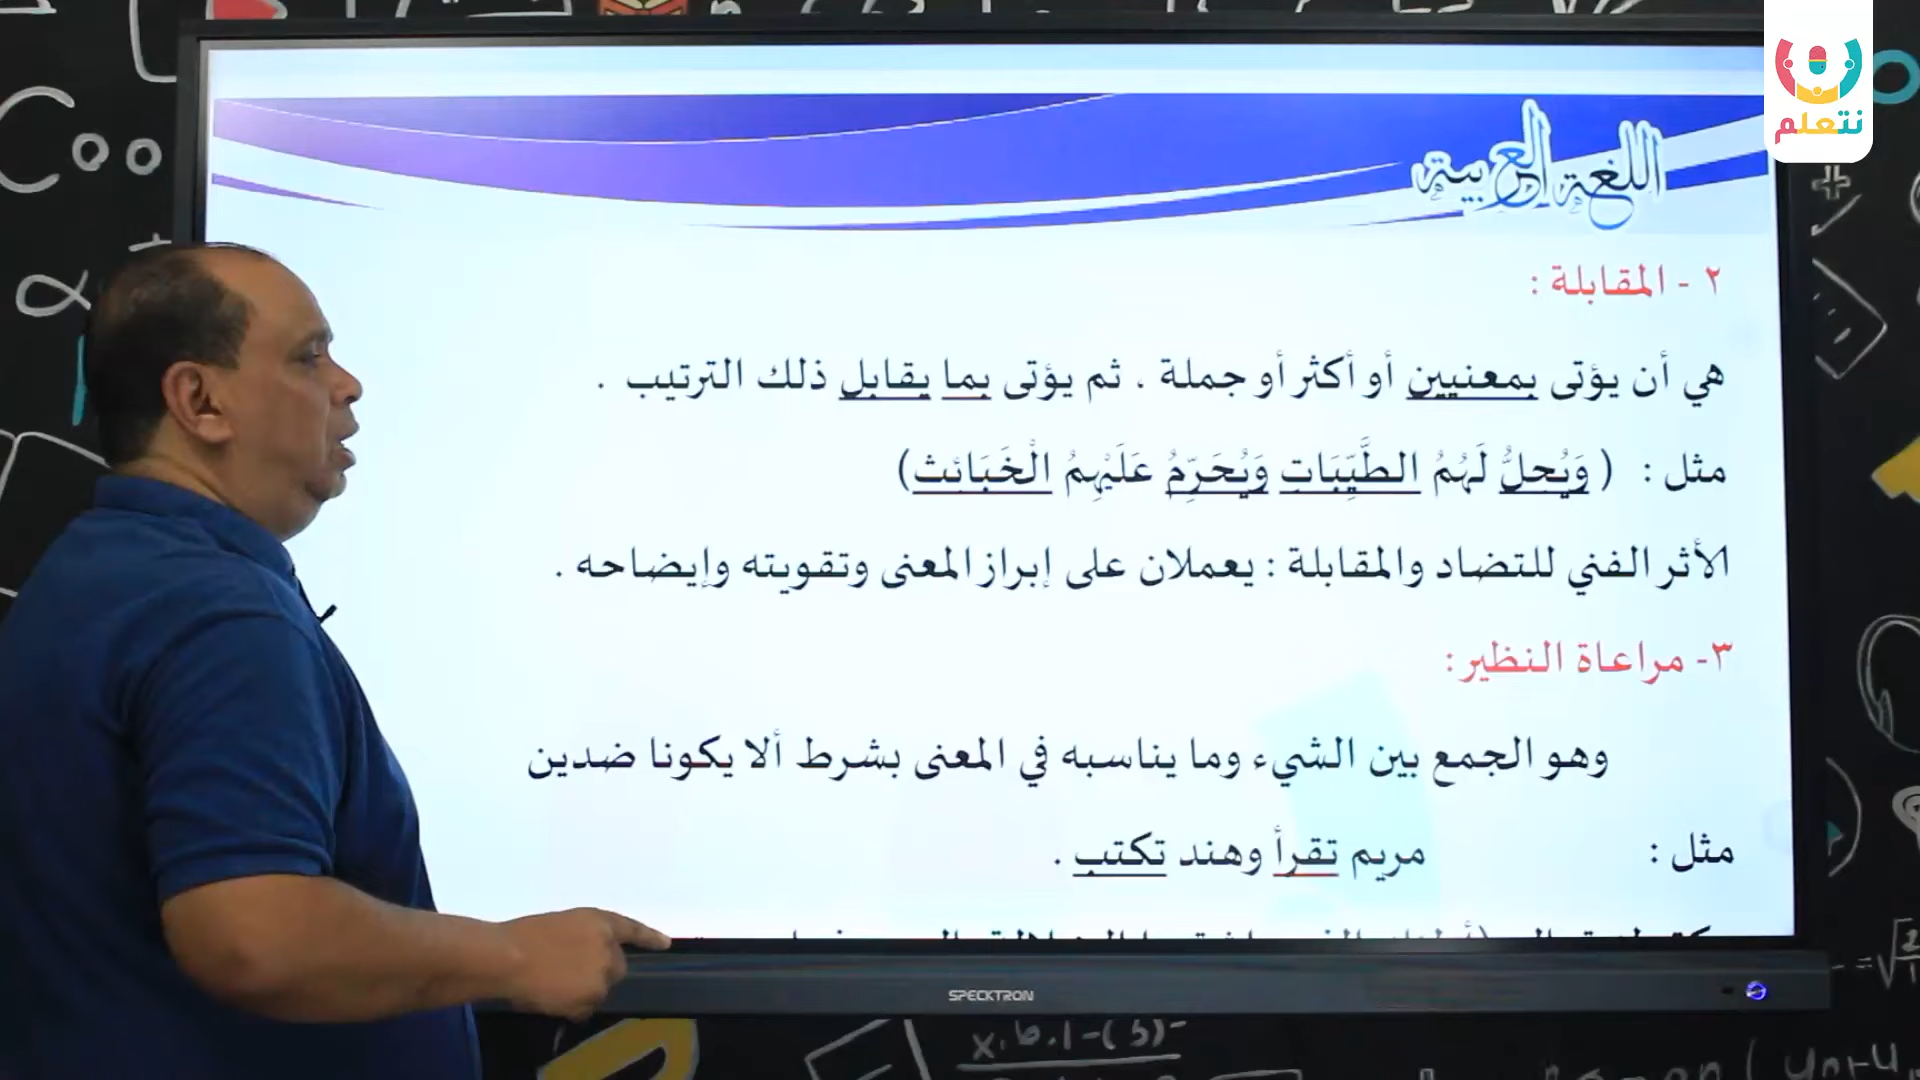 نتعلم
اللغة العربية
٢ - المقابلة :
هي أن يؤتى بمعنيين أو أكثر أو جملة . ثم يؤتى بما يقابل ذلك الترتيب .
مثل : ( وَيُحِلُّ لَهُمُ الطَّيِّبَاتِ وَيُحَرِّمُ عَلَيْهِمُ الْخَبَائِث)
الأثر الفني للتضاد والمقابلة : يعملان على إبراز المعنى وتقويته وإيضاحه .
٣- مراعاة النظير:
وهو الجمع بين الشيء وما يناسبه في المعنى بشرط ألا يكونا ضدين
مثل : مريم تقرأ وهند تكتب .
SPECKTRON